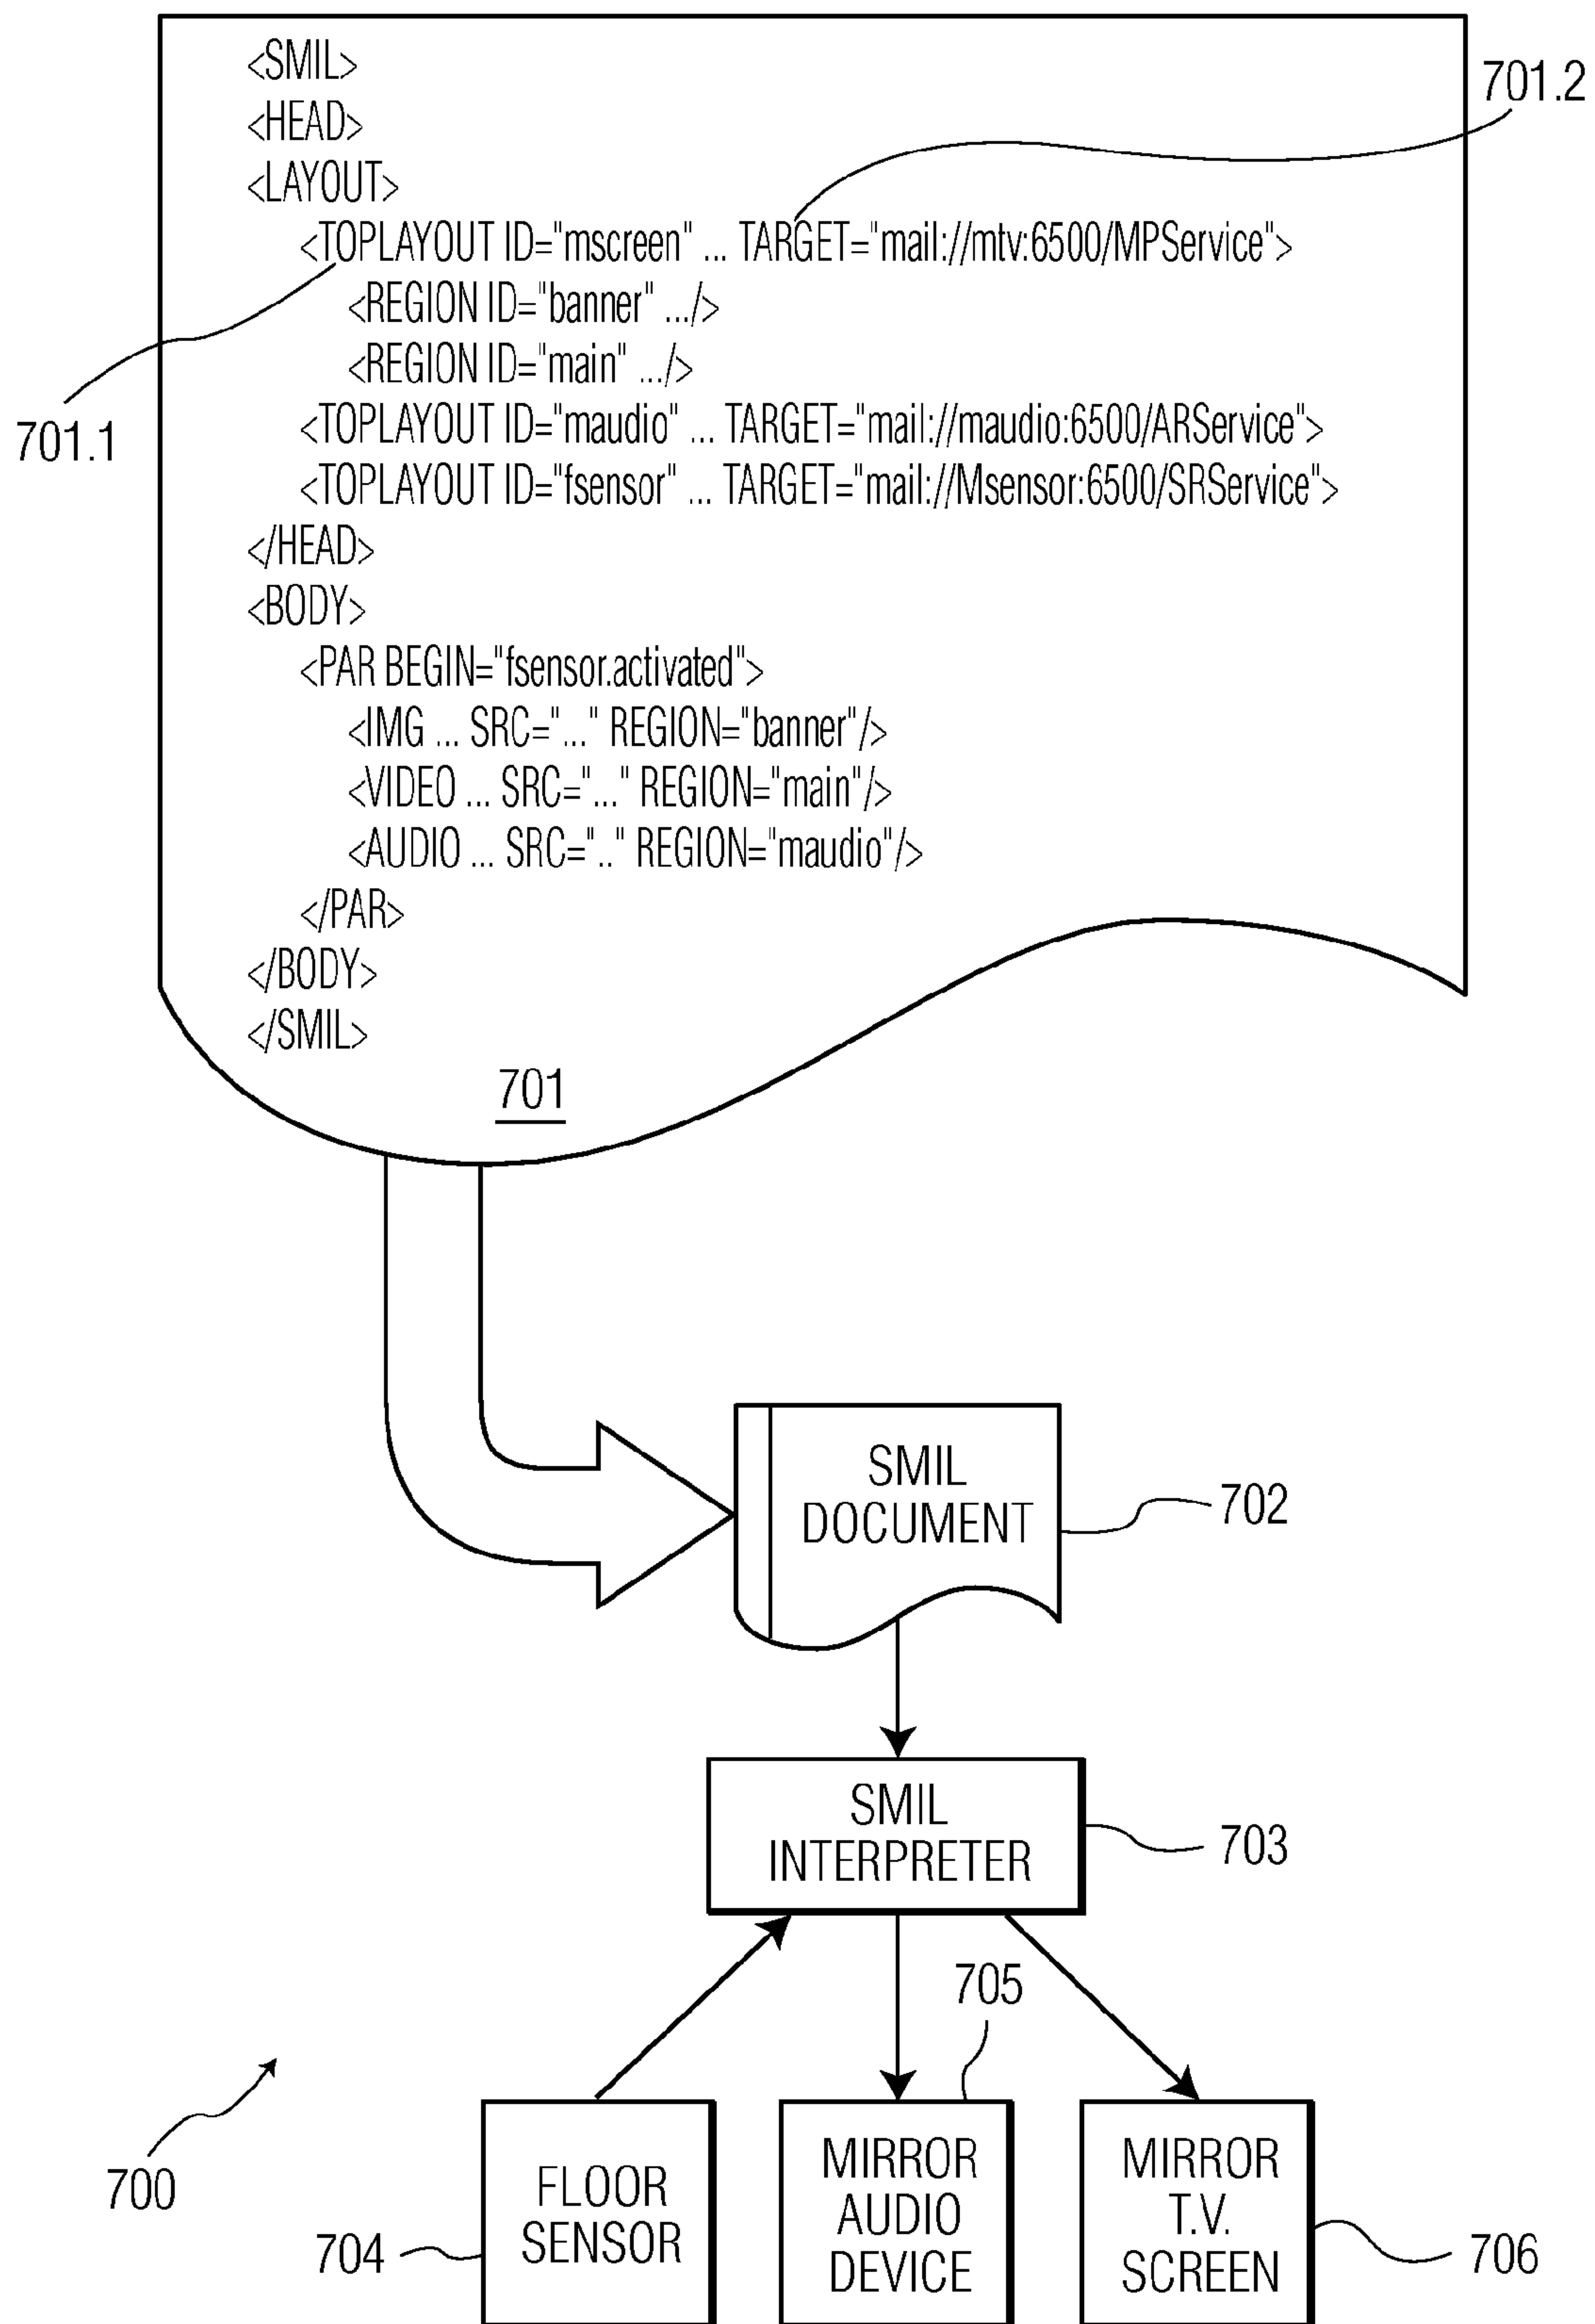 <SMIL>
701.2
<HEAD>
<LAYOUT>
<TOPLAYOUT ID="mscreen" ... TARGET="mail://mtv:6500/MPService">
<REGION ID="banner" .../>
<REGION ID="main" .../>
701.1
<TOPLAYOUT ID="maudio" ... TARGET="mail://maudio:6500/ARService">
<TOPLAYOUT ID="fsensor" ... TARGET="mail://Msensor:6500/SRService">
</HEAD>
<BODY>
<PAR BEGIN="fsensor.activated">
<IMG ... SRC="..." REGION="banner"/>
<VIDEO ... SRC="..." REGION="main"/>
<AUDIO ... SRC=".." REGION="maudio"/>
</PAR>
</BODY>
</SMIL>
701
SMIL
DOCUMENT
702
SMIL
INTERPRETER
703
705
700
FLOOR
SENSOR
704
MIRROR
AUDIO
DEVICE
MIRROR
T.V.
SCREEN
706